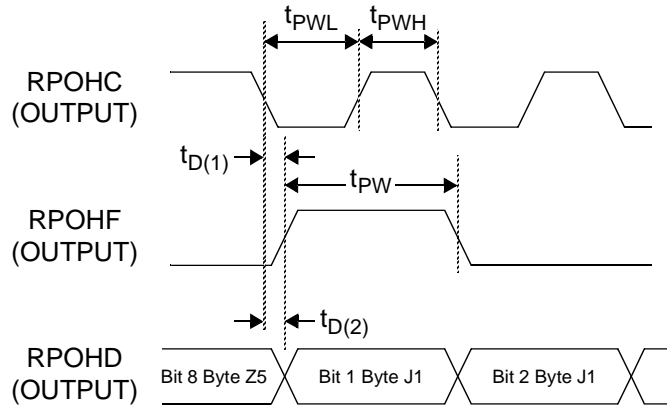 tPWL
tPWH
RPOHC
(OUTPUT)
tD(1)
tPW
RPOHF
(OUTPUT)
tD(2)
RPOHD
(OUTPUT)
Bit 8 Byte Z5
Bit 1 Byte J1
Bit 2 Byte J1